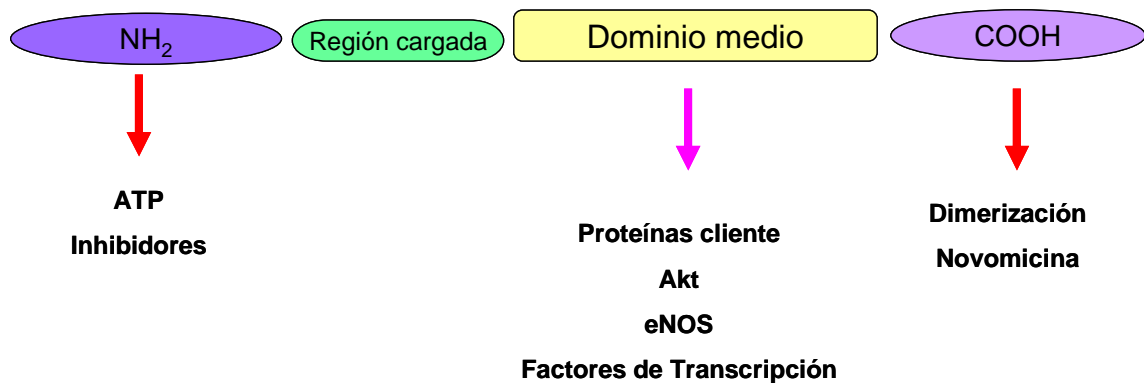 NH₂
Región cargada
Dominio medio
COOH
ATP
Inhibidores
Proteínas cliente
Akt
eNOS
Factores de Transcripción
Dimerización
Novomicina